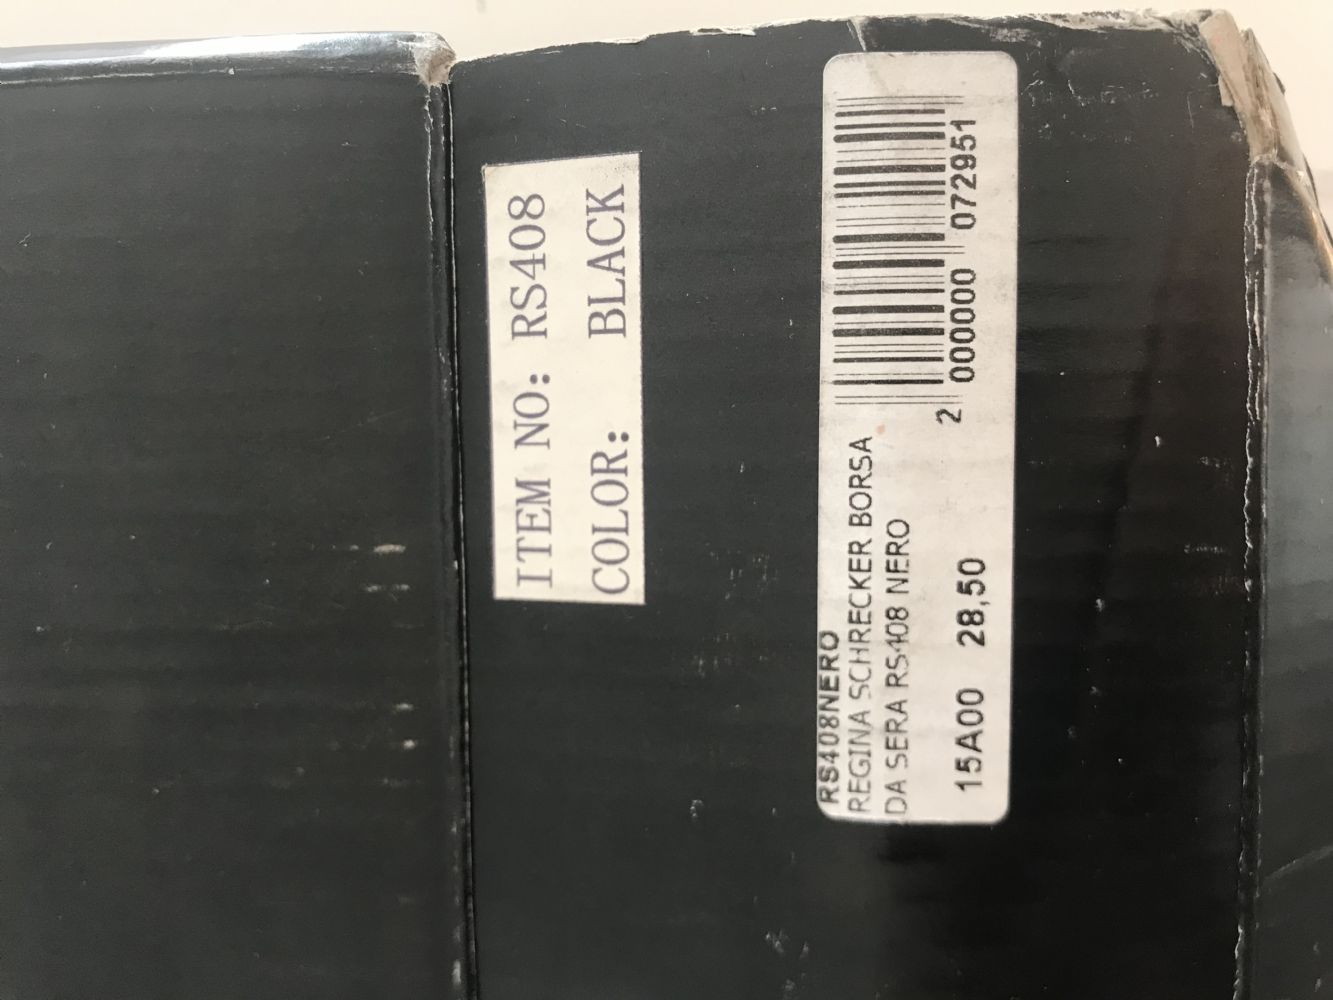 ITEM NO: RS408
COLOR: BLACK
RS408NERO
REGINA SCHRECKER BORSA
DA SERA RS408 NERO
15A00 28,50
2 000000 072951